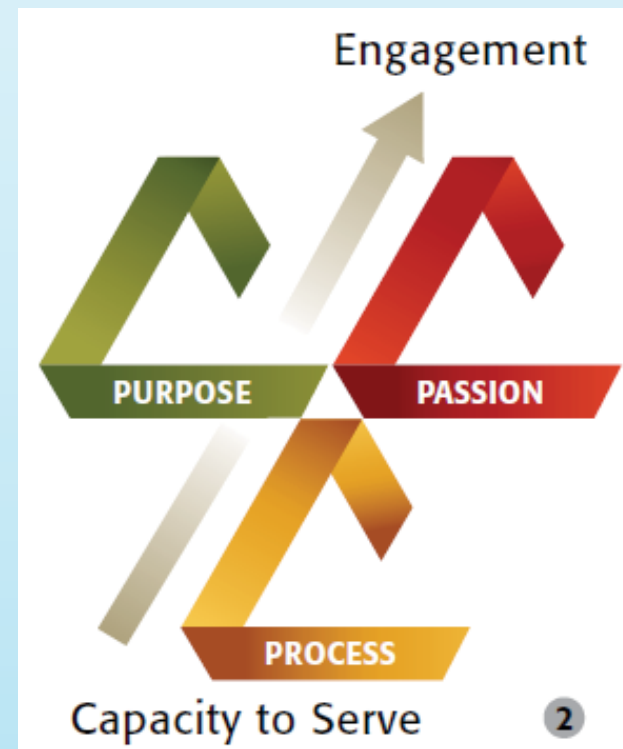 Engagement
PURPOSE
PASSION
PROCESS
Capacity to Serve
2